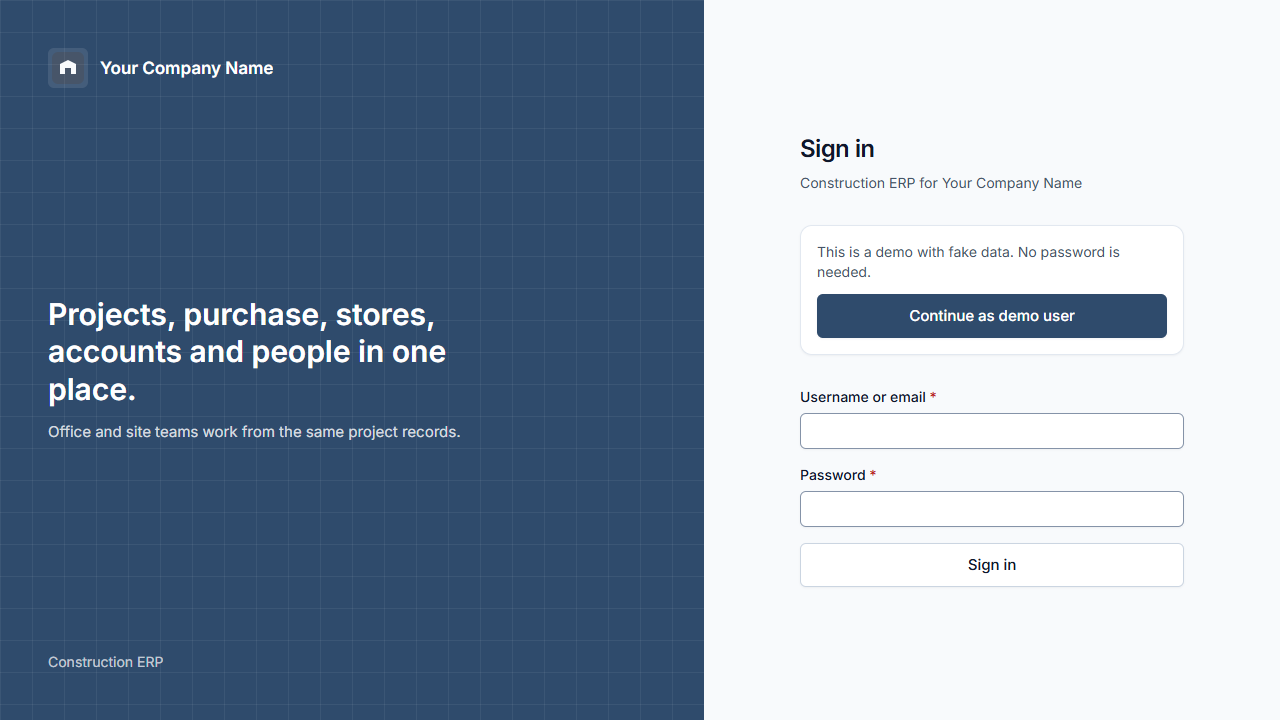 Your Company Name
Projects, purchase, stores,
accounts and people in one
place.
Office and site teams work from the same project records.
Construction ERP
Sign in
Construction ERP for Your Company Name
This is a demo with fake data. No password is
needed.
Continue as demo user
Username or email *
Password *
Sign in